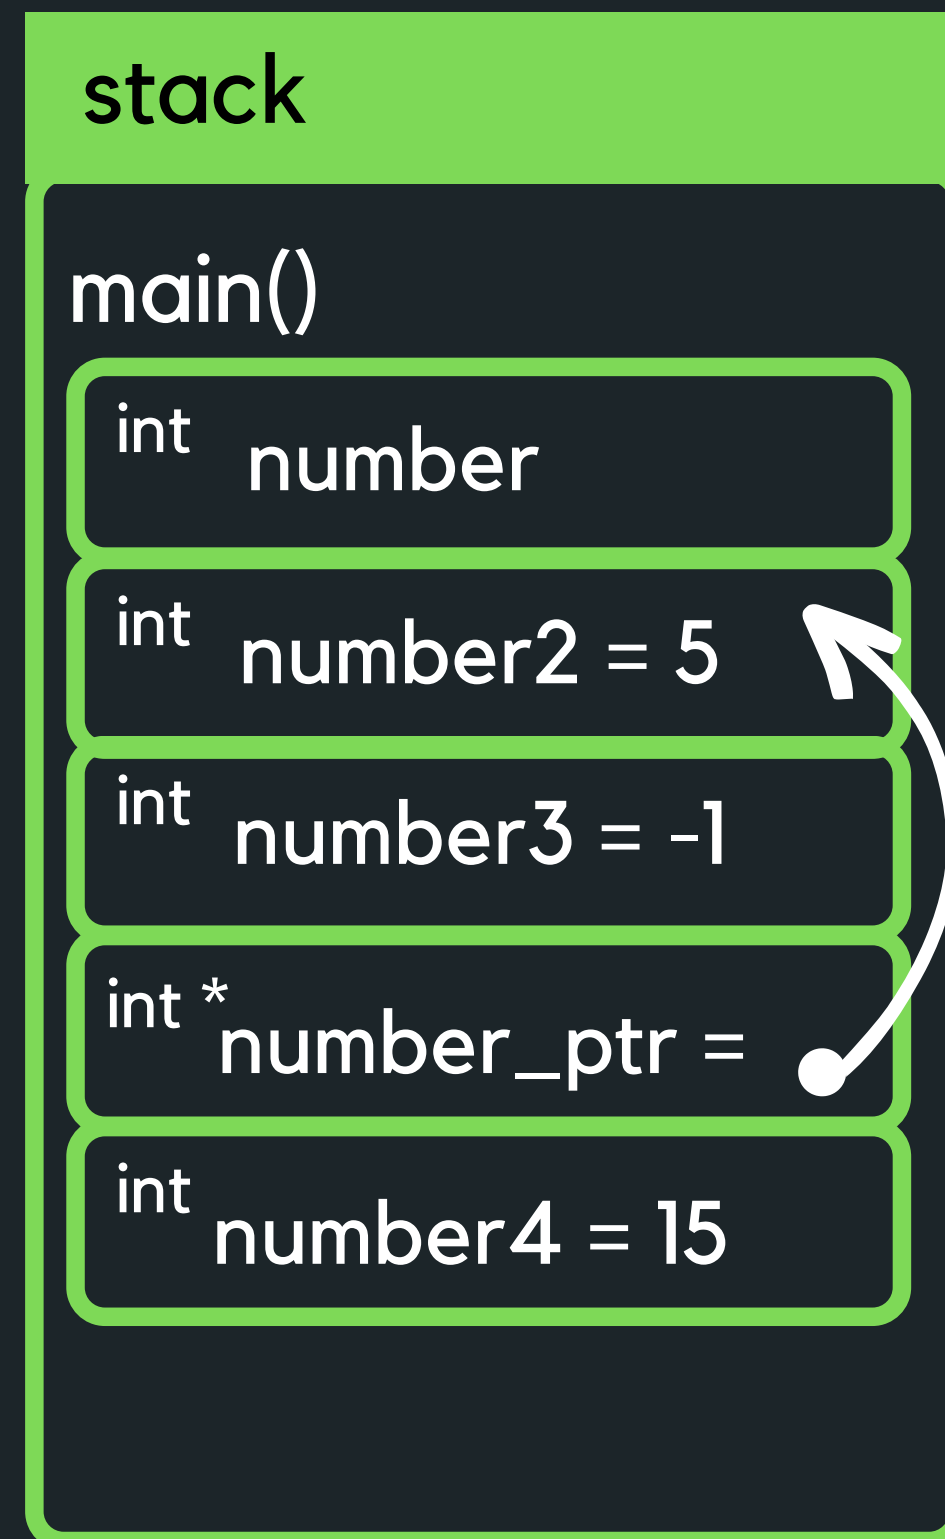 stack
main()
int number
int number2 = 5
int number3 = -1
int * number_ptr =
int number4 = 15